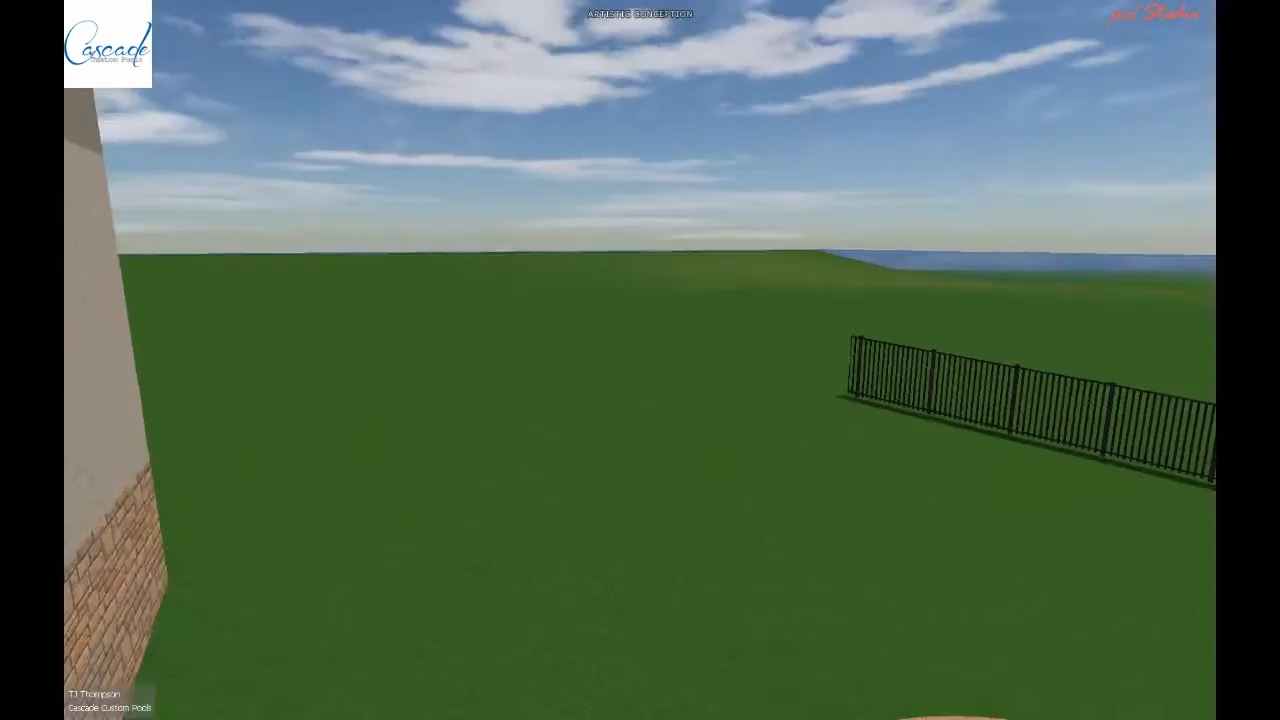 ARTISTIC CONCEPTION
pool Studio
Cascade
Custom Pools
TJ Thompson
Cascade Custom Pools